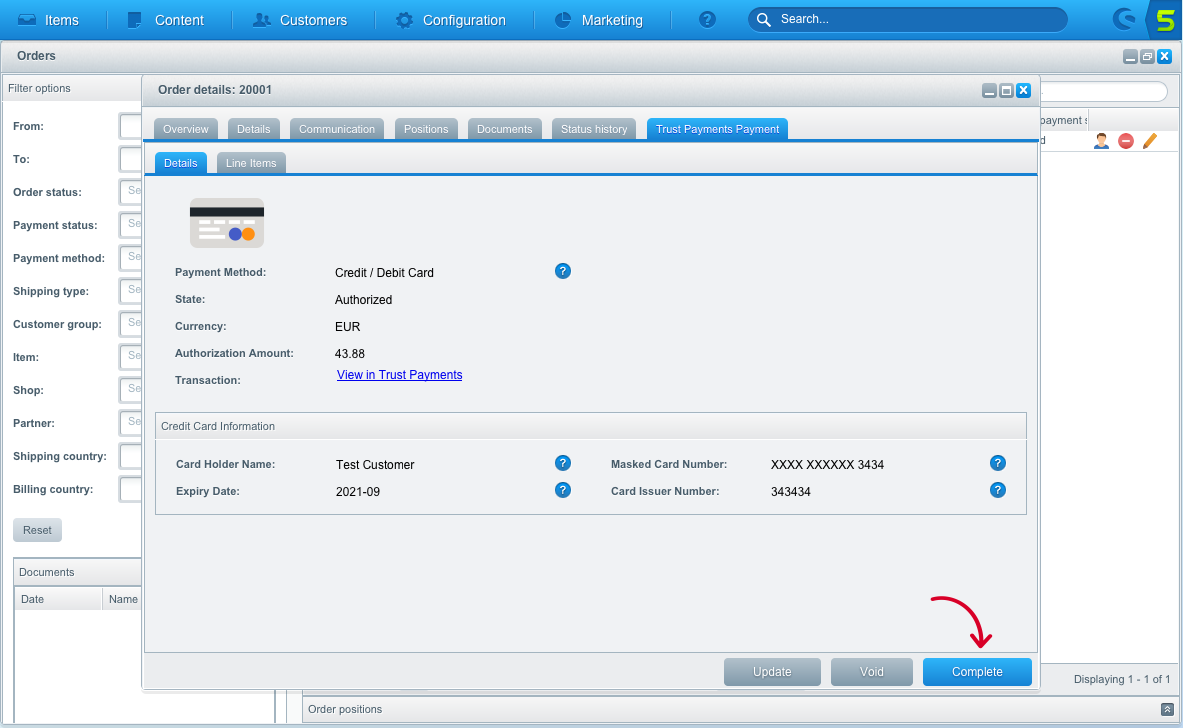 Items Content Customers Configuration Marketing ? Search... 5
Orders
Filter options
Order details: 20001
Overview Details Communication Positions Documents Status history Trust Payments Payment
Details Line Items
From:
To:
Order status: Se
Payment status: Se
Payment method: Se
Shipping type: Se
Customer group: Se
Item: Se
Shop: Se
Partner: Se
Shipping country:
Billing country:
Reset
Documents
Date Name
Payment Method: Credit / Debit Card ?
State: Authorized
Currency: EUR
Authorization Amount: 43.88
Transaction: View in Trust Payments
Credit Card Information
Card Holder Name: Test Customer ? Masked Card Number: XXXX XXXXXX 3434 ?
Expiry Date: 2021-09 ? Card Issuer Number: 343434 ?
Update Void Complete
payment s
d
Displaying 1 - 1 of 1
Order positions